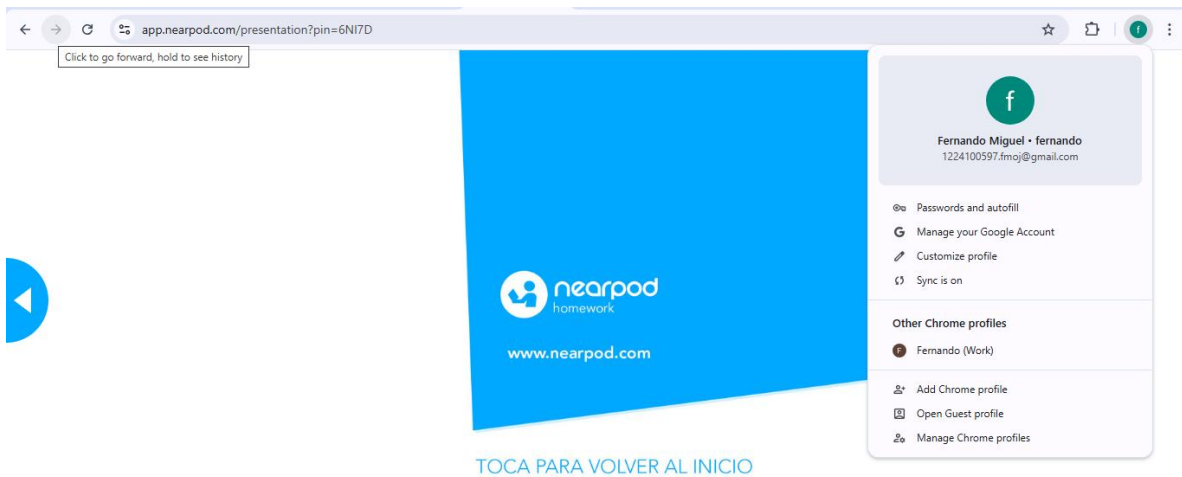 app.nearpod.com/presentation?pin=6NI7D
Click to go forward, hold to see history
f
f
Fernando Miguel • fernando
1224100597.fmoj@gmail.com
Passwords and autofill
G Manage your Google Account
Customize profile
Sync is on
Other Chrome profiles
F Fernando (Work)
Add Chrome profile
Open Guest profile
Manage Chrome profiles
nearpod
homework
www.nearpod.com
TOCA PARA VOLVER AL INICIO